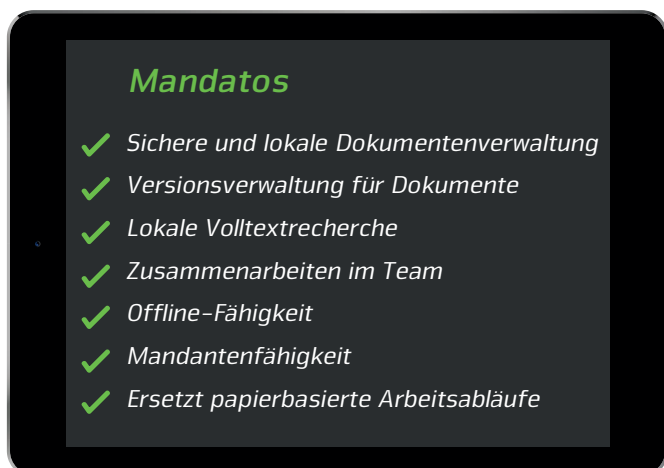 Mandatos
Sichere und lokale Dokumentenverwaltung
Versionsverwaltung für Dokumente
Lokale Volltextrecherche
Zusammenarbeiten im Team
Offline-Fähigkeit
Mandantenfähigkeit
Ersetzt papierbasierte Arbeitsabläufe